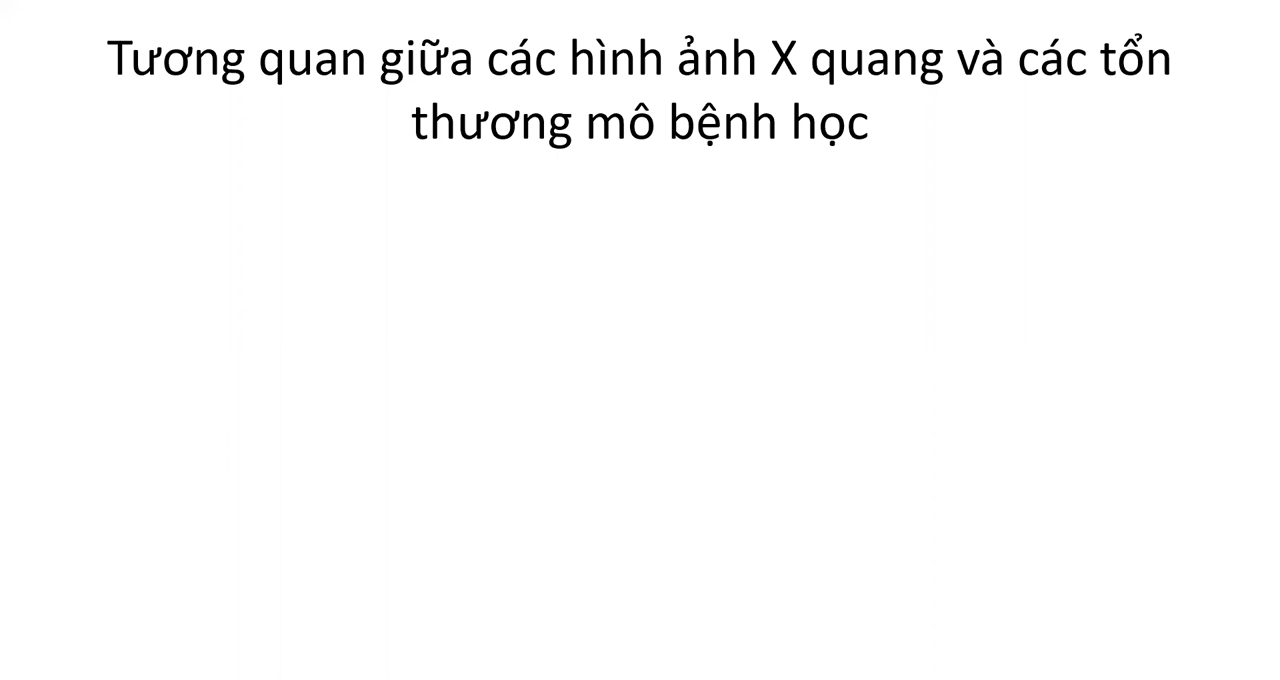 Tương quan giữa các hình ảnh X quang và các tổn
thương mô bệnh học